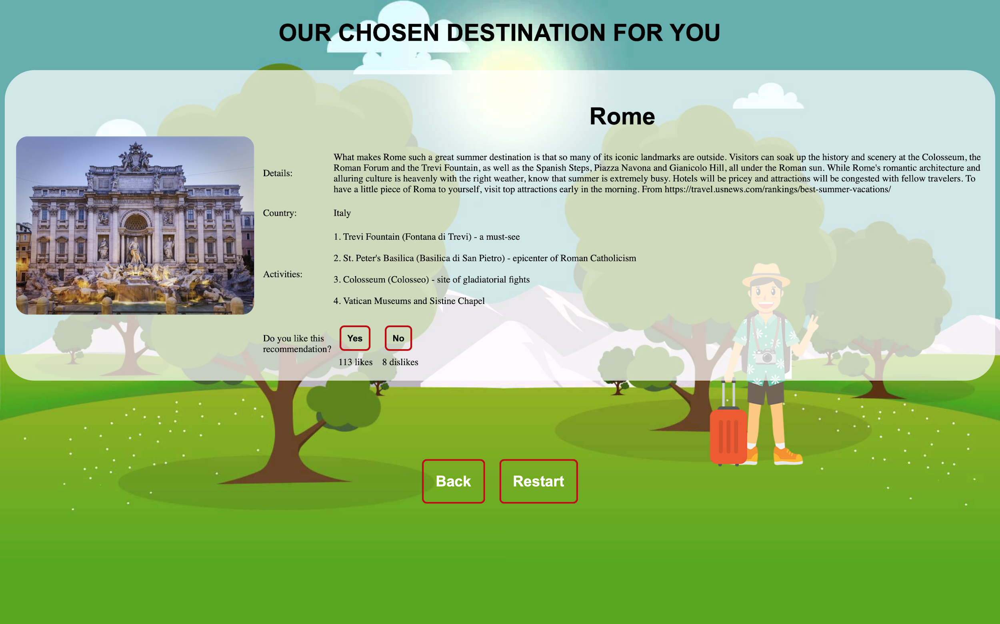 OUR CHOSEN DESTINATION FOR YOU
Rome
Details:
What makes Rome such a great summer destination is that so many of its iconic landmarks are outside. Visitors can soak up the history and scenery at the Colosseum, the
Roman Forum and the Trevi Fountain, as well as the Spanish Steps, Piazza Navona and Gianicolo Hill, all under the Roman sun. While Rome's romantic architecture and
alluring culture is heavenly with the right weather, know that summer is extremely busy. Hotels will be pricey and attractions will be congested with fellow travelers. To
have a little piece of Roma to yourself, visit top attractions early in the morning. From https://travel.usnews.com/rankings/best-summer-vacations/
Country:
Italy
Activities:
1. Trevi Fountain (Fontana di Trevi) - a must-see
2. St. Peter's Basilica (Basilica di San Pietro) - epicenter of Roman Catholicism
3. Colosseum (Colosseo) - site of gladiatorial fights
4. Vatican Museums and Sistine Chapel
Do you like this
recommendation?
Yes
No
113 likes
8 dislikes
Back
Restart